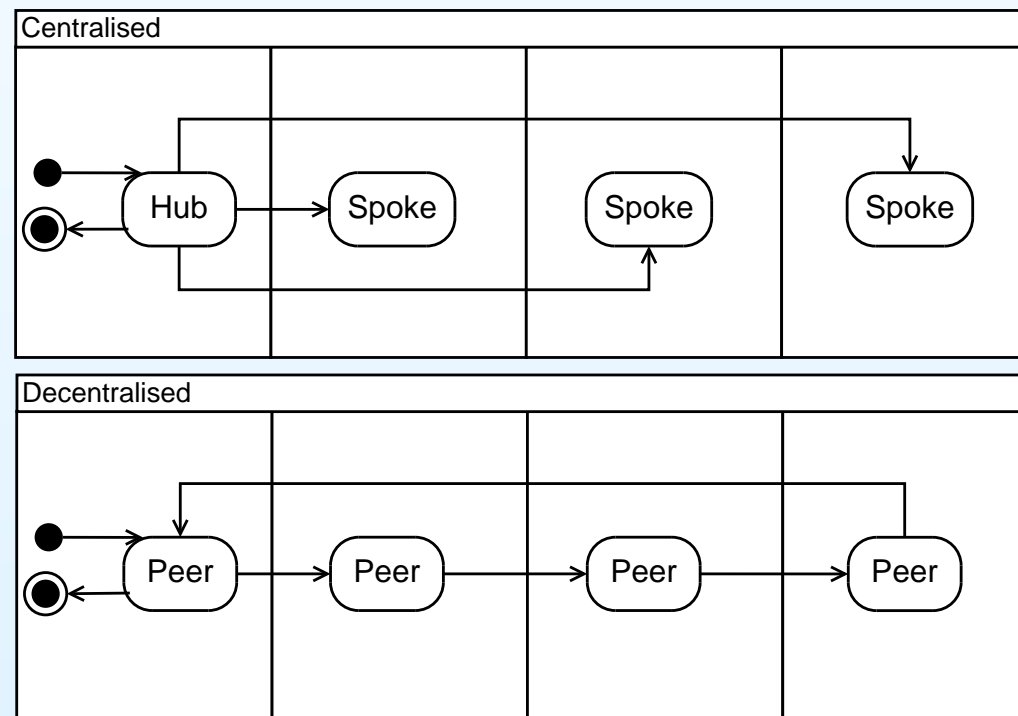 Centralised
Hub
Spoke
Spoke
Spoke
Decentralised
Peer
Peer
Peer
Peer